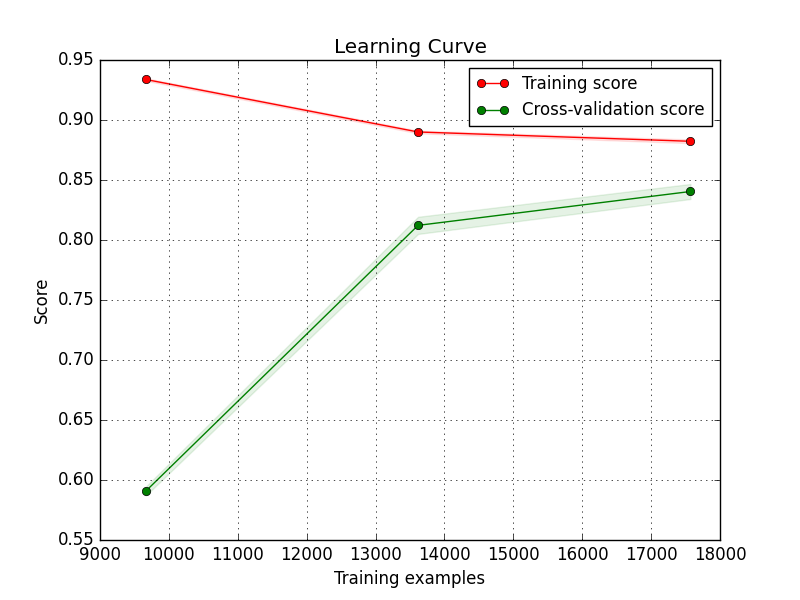 Learning Curve
Training score
Cross-validation score
0.95
0.90
0.85
0.80
0.75
0.70
0.65
0.60
0.55
Score
9000 10000 11000 12000 13000 14000 15000 16000 17000 18000
Training examples